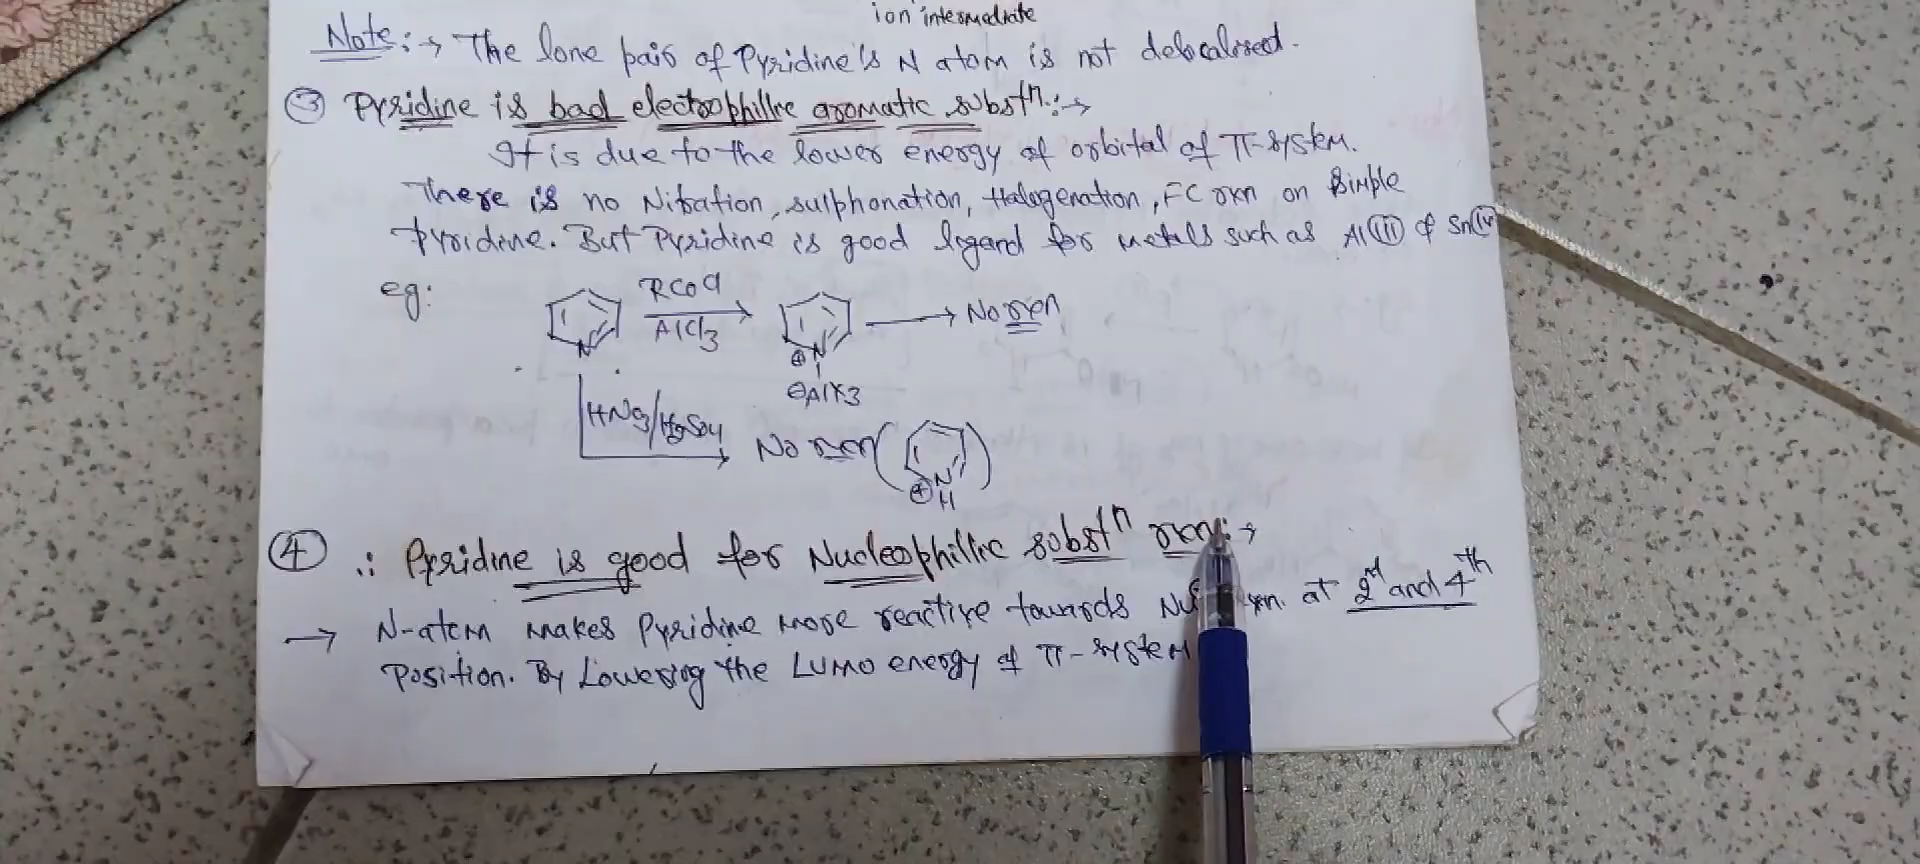 ion intermediate
Note:→ The lone pair of Pyridine's N atom is not delocalised.
③ Pyridine is bad electrophillic aromatic substⁿ:→
It is due to the lower energy of orbital of π-system.
There is no Nitration, sulphonation, Halogenation, FC rxn on Simple
Pyridine. But Pyridine is good ligand for metals such as Al(III) & Sn(IV)
eg:
N RCOCl AlCl3 → ⊕N ⊖AlX3 → No rxn
HNO3/H2SO4 → No rxn (N ⊕ H)
④ ∴ Pyridine is good for Nucleophillic substⁿ rxn:→
→ N-atom makes Pyridine more reactive towards Nu rxn. at 2nd and 4th
Position. By Lowering the LUMO energy of π-system